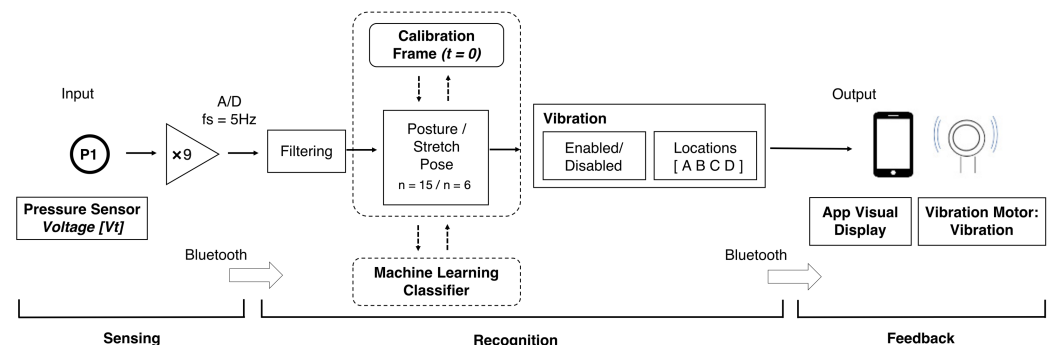 Calibration
Frame (t = 0)
Input
A/D
fs = 5Hz
Output
P1
×9
Filtering
Posture /
Stretch
Pose
n = 15 / n = 6
Vibration
Enabled/
Disabled
Locations
[ A B C D ]
Pressure Sensor
Voltage [Vt]
App Visual
Display
Vibration Motor:
Vibration
Bluetooth
Machine Learning
Classifier
Bluetooth
Sensing
Recognition
Feedback